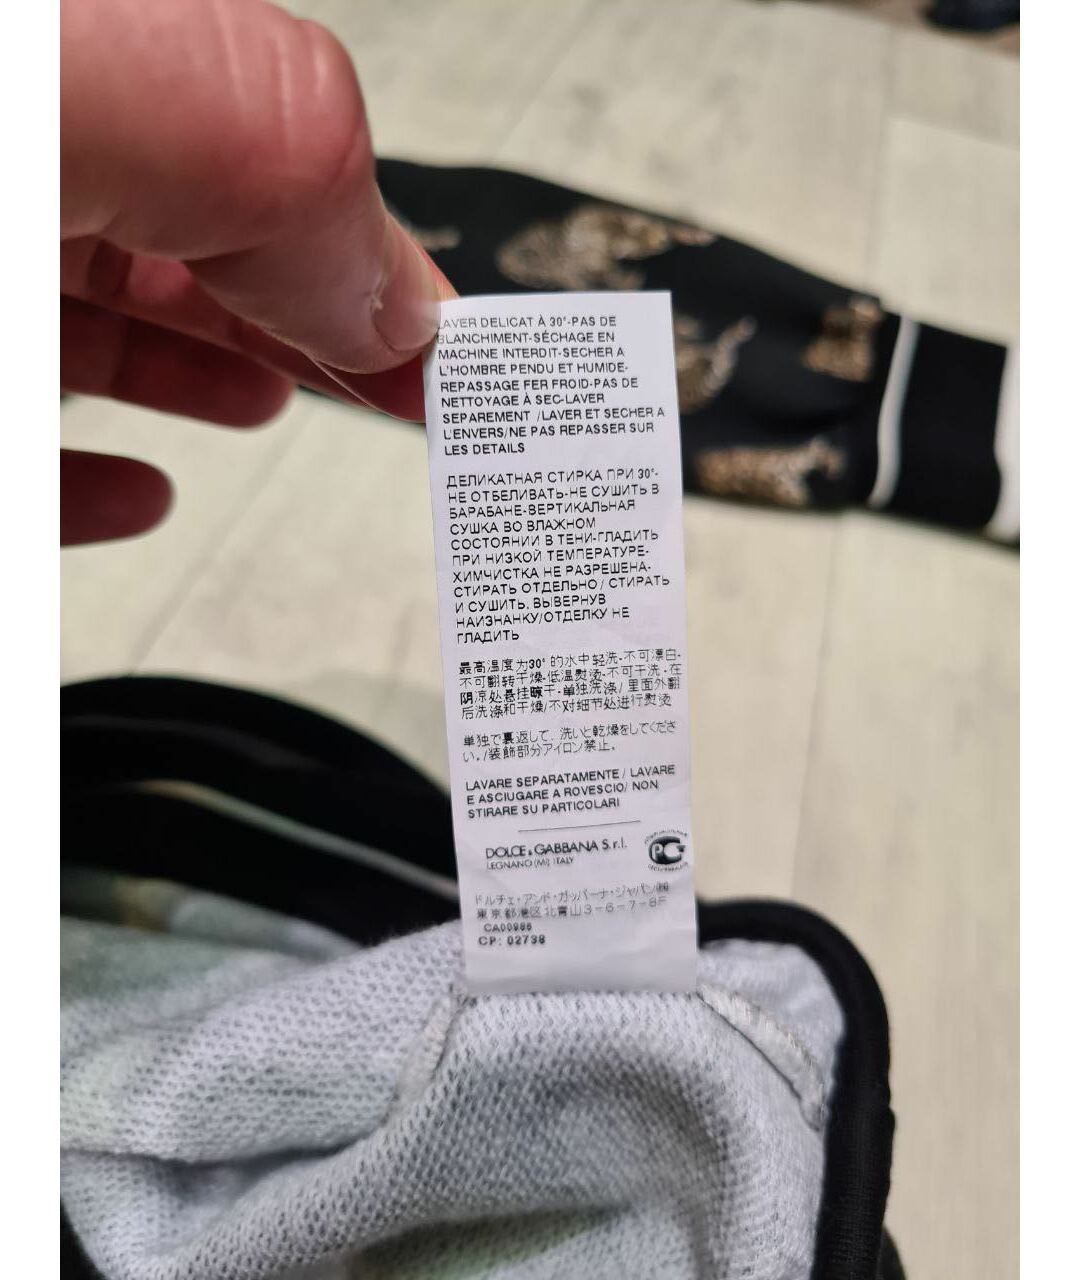 LAVER DELICAT À 30°-PAS DE
BLANCHIMENT-SÉCHAGE EN
MACHINE INTERDIT-SECHER A
L'HOMBRE PENDU ET HUMIDE-
REPASSAGE FER FROID-PAS DE
NETTOYAGE À SEC-LAVER
SEPAREMENT /LAVER ET SECHER A
L'ENVERS/NE PAS REPASSER SUR
LES DETAILS
ДЕЛИКАТНАЯ СТИРКА ПРИ 30°-
НЕ ОТБЕЛИВАТЬ-НЕ СУШИТЬ В
БАРАБАНЕ-ВЕРТИКАЛЬНАЯ
СУШКА ВО ВЛАЖНОМ
СОСТОЯНИИ В ТЕНИ-ГЛАДИТЬ
ПРИ НИЗКОЙ ТЕМПЕРАТУРЕ-
ХИМЧИСТКА НЕ РАЗРЕШЕНА-
СТИРАТЬ ОТДЕЛЬНО / СТИРАТЬ
И СУШИТЬ, ВЫВЕРНУВ
НАИЗНАНКУ/ОТДЕЛКУ НЕ
ГЛАДИТЬ
最高温度为30° 的水中轻洗-不可漂白-
不可翻转干燥-低温熨烫-不可干洗-在
阴凉处悬挂晾干-单独洗涤/ 里面外翻
后洗涤和干燥/不对细节处进行熨烫
単独で裏返して、洗いと乾燥をしてくださ
い。/装飾部分アイロン禁止。
LAVARE SEPARATAMENTE / LAVARE
E ASCIUGARE A ROVESCIO/ NON
STIRARE SU PARTICOLARI
DOLCE & GABBANA S.r.l.
LEGNANO (MI) ITALY
РСТ
ドルチェ・アンド・ガッバーナ・ジャパン㈱
東京都港区北青山3-6-7-8F
CA00986
CP: 02738